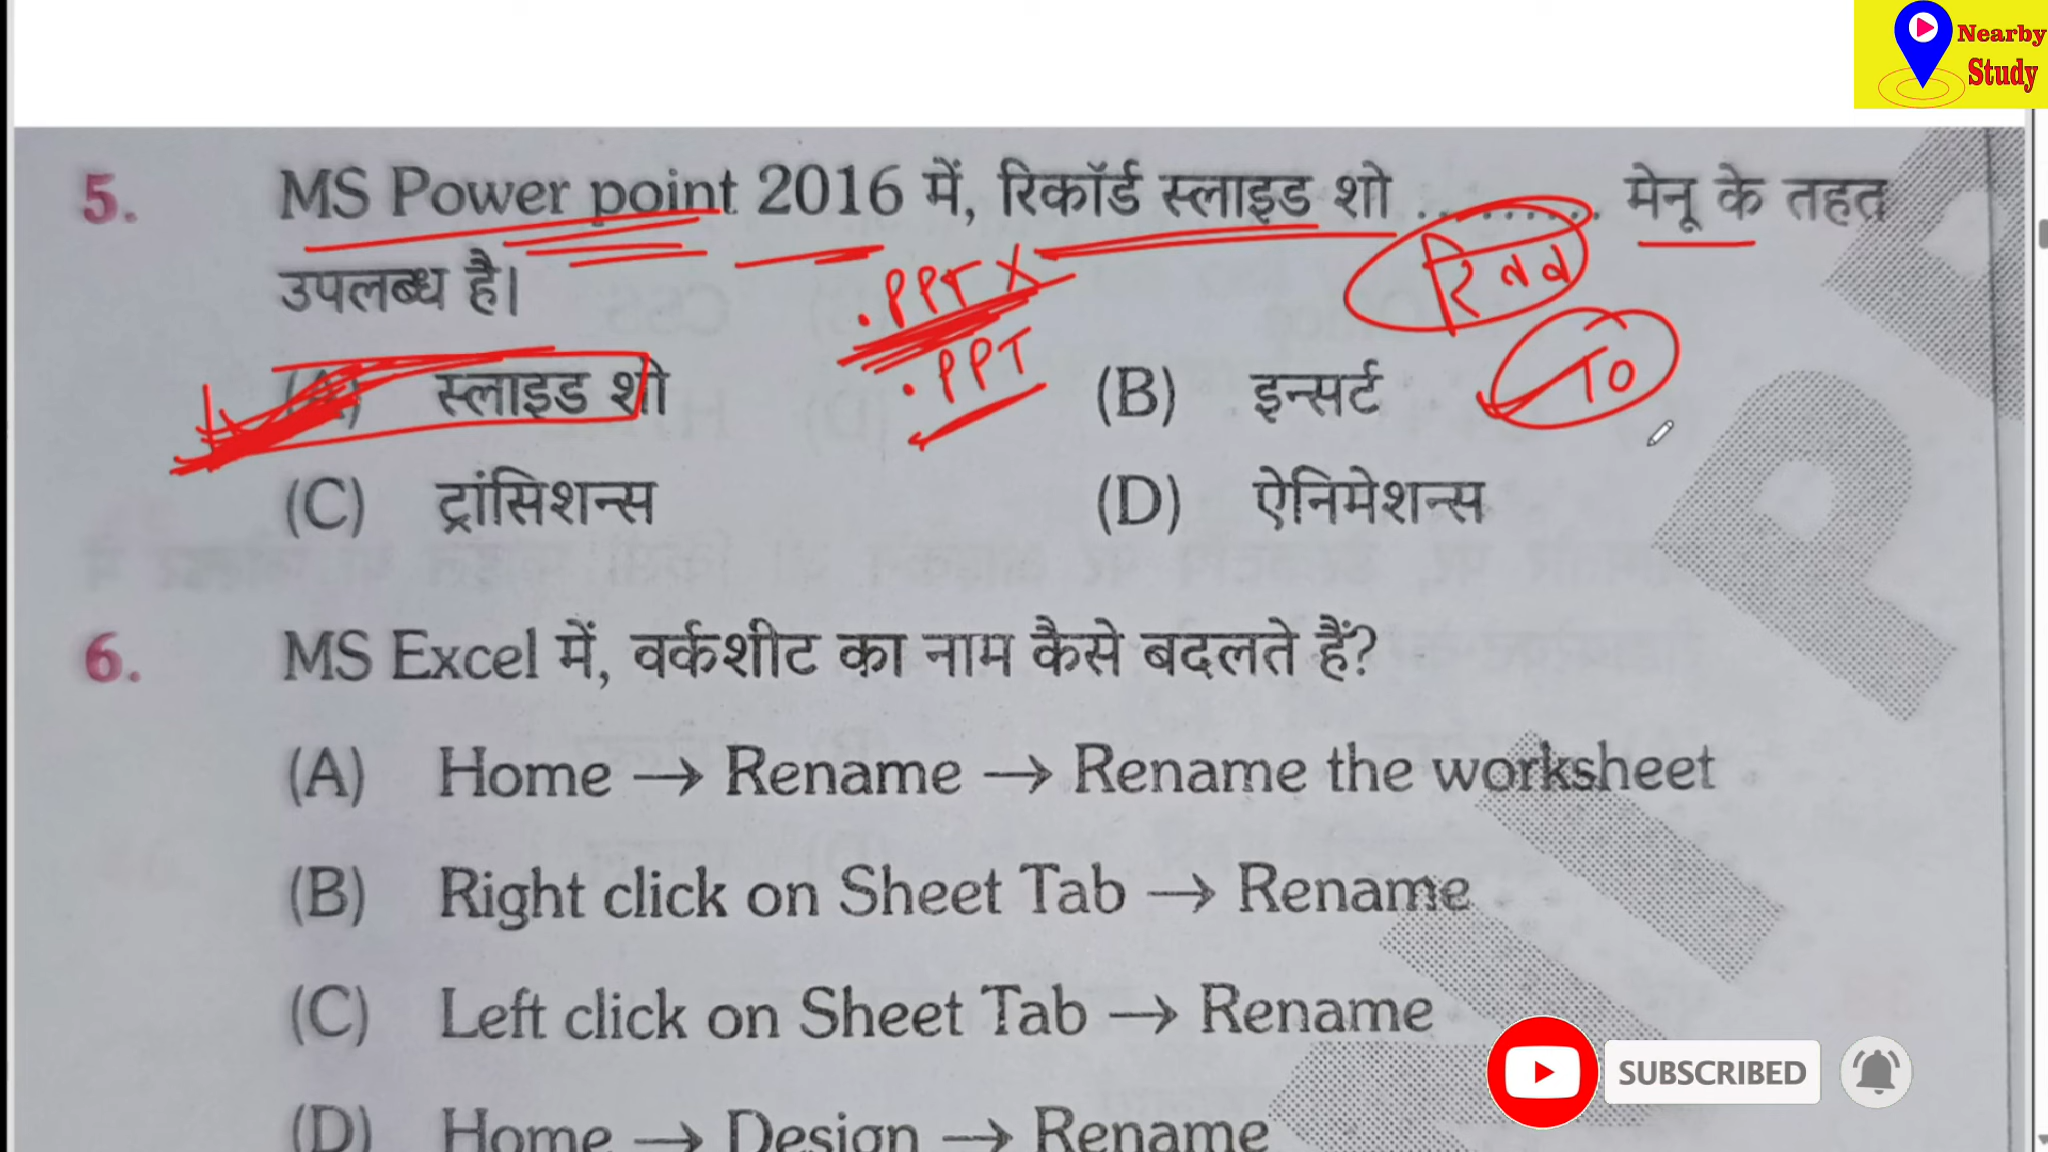 Nearby
Study
5. MS Power point 2016 में, रिकॉर्ड स्लाइड शो .......... मेनू के तहत
उपलब्ध है।
रिबन
.PPTX
.PPT
To
(A) स्लाइड शो (B) इन्सर्ट
(C) ट्रांसिशन्स (D) ऐनिमेशन्स
6. MS Excel में, वर्कशीट का नाम कैसे बदलते हैं?
(A) Home → Rename → Rename the worksheet
(B) Right click on Sheet Tab → Rename
(C) Left click on Sheet Tab → Rename
(D) Home → Design → Rename
SUBSCRIBED